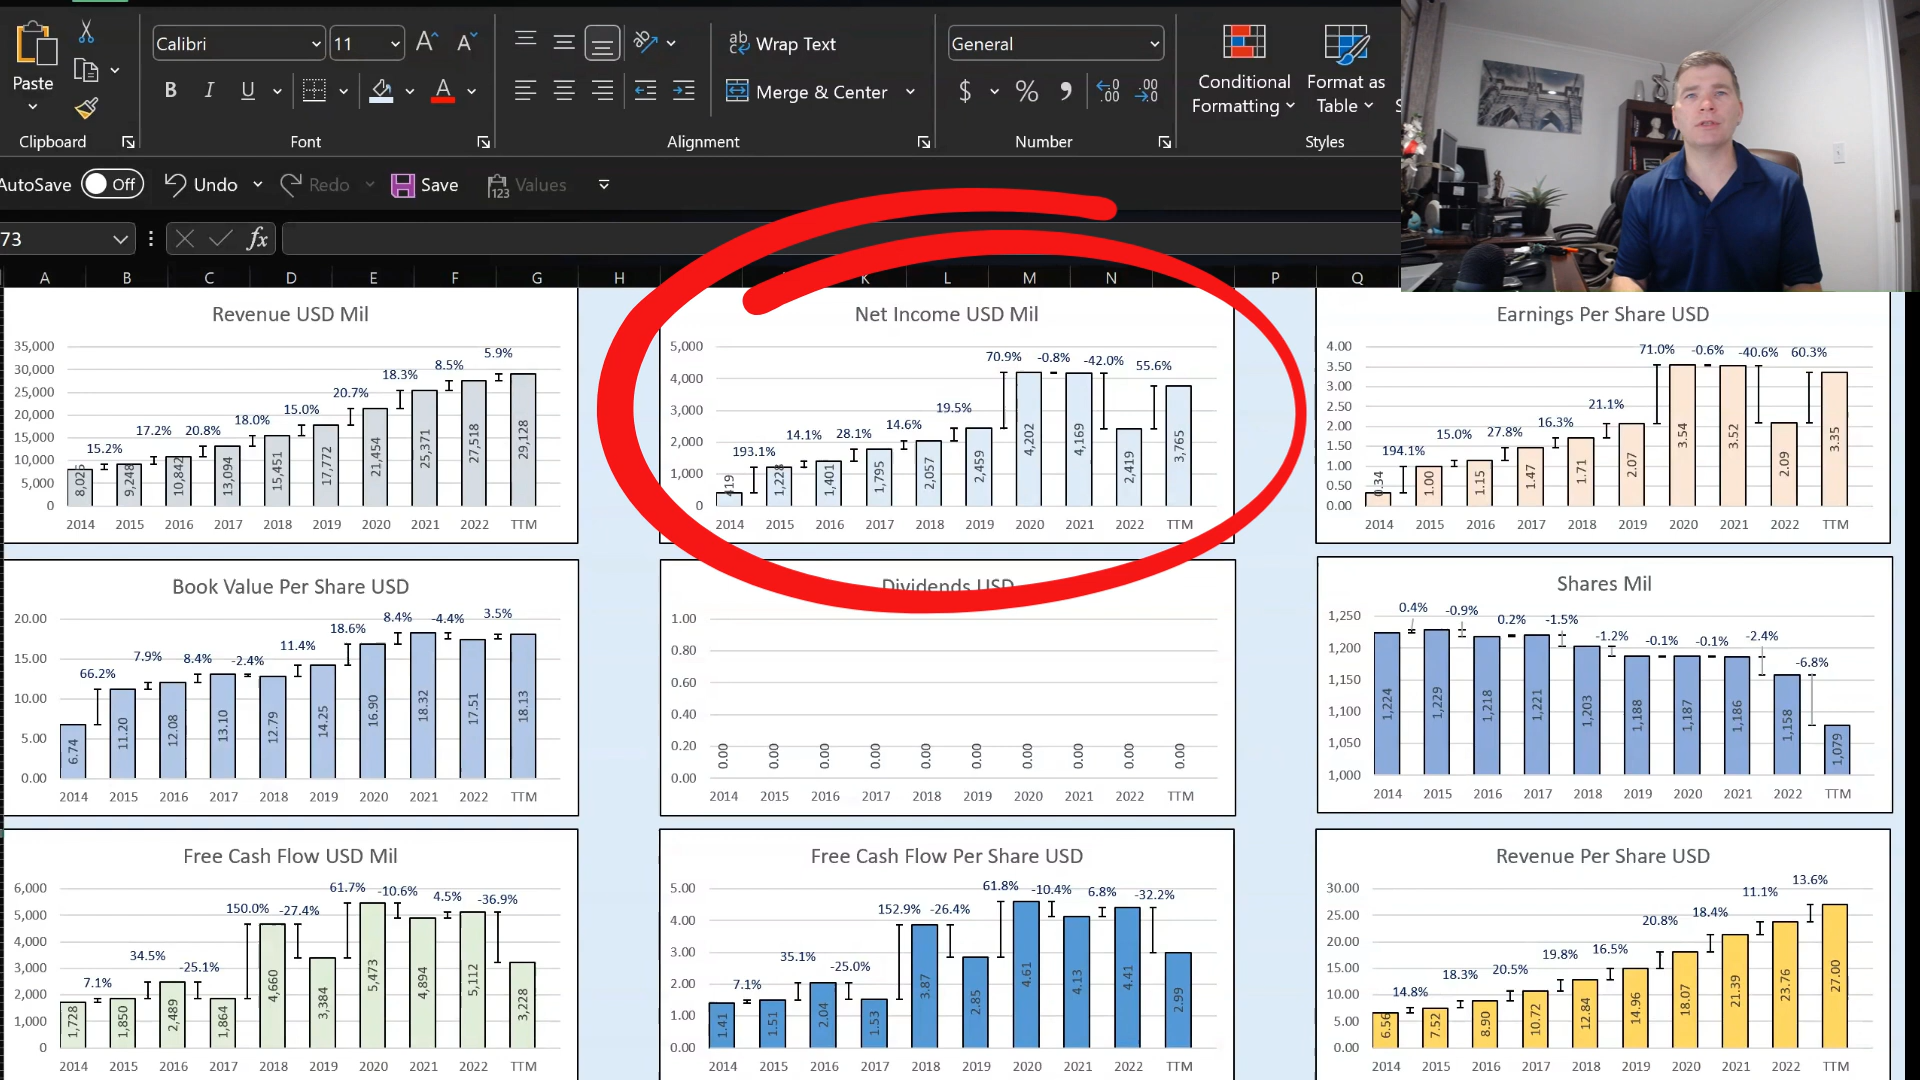 Paste
Calibri
11
A^
Aˇ
B I U
A
ab
c
Wrap Text
Merge & Center
General
$ % 9
.00
.00
Conditional
Formatting
Format as
Table
Clipboard
Font
Alignment
Number
Styles
AutoSave
Off
Undo
Redo
Save
123
Values
73
fx
A B C D E F G H K L M N P Q
Revenue USD Mil
35,000
30,000
25,000
20,000
15,000
10,000
5,000
0
15.2% 17.2% 20.8% 18.0% 15.0% 20.7% 18.3% 8.5% 5.9%
8,025 9,248 10,842 13,094 15,451 17,772 21,454 25,371 27,518 29,128
2014 2015 2016 2017 2018 2019 2020 2021 2022 TTM
Net Income USD Mil
5,000
4,000
3,000
2,000
1,000
0
193.1% 14.1% 28.1% 14.6% 19.5% 70.9% -0.8% -42.0% 55.6%
419 1,228 1,401 1,795 2,057 2,459 4,202 4,169 2,419 3,765
2014 2015 2016 2017 2018 2019 2020 2021 2022 TTM
Earnings Per Share USD
4.00
3.50
3.00
2.50
2.00
1.50
1.00
0.50
0.00
194.1% 15.0% 27.8% 16.3% 21.1% 71.0% -0.6% -40.6% 60.3%
0.34 1.00 1.15 1.47 1.71 2.07 3.54 3.52 2.09 3.35
2014 2015 2016 2017 2018 2019 2020 2021 2022 TTM
Book Value Per Share USD
20.00
15.00
10.00
5.00
0.00
66.2% 7.9% 8.4% -2.4% 11.4% 18.6% 8.4% -4.4% 3.5%
6.74 11.20 12.08 13.10 12.79 14.25 16.90 18.32 17.51 18.13
2014 2015 2016 2017 2018 2019 2020 2021 2022 TTM
Dividends USD
1.00
0.80
0.60
0.40
0.20
0.00
0.00 0.00 0.00 0.00 0.00 0.00 0.00 0.00 0.00 0.00
2014 2015 2016 2017 2018 2019 2020 2021 2022 TTM
Shares Mil
1,250
1,200
1,150
1,100
1,050
1,000
0.4% -0.9% 0.2% -1.5% -1.2% -0.1% -0.1% -2.4% -6.8%
1,224 1,229 1,218 1,221 1,203 1,188 1,187 1,186 1,158 1,079
2014 2015 2016 2017 2018 2019 2020 2021 2022 TTM
Free Cash Flow USD Mil
6,000
5,000
4,000
3,000
2,000
1,000
0
7.1% 34.5% -25.1% 150.0% -27.4% 61.7% -10.6% 4.5% -36.9%
1,728 1,850 2,489 1,864 4,660 3,384 5,473 4,894 5,112 3,228
2014 2015 2016 2017 2018 2019 2020 2021 2022 TTM
Free Cash Flow Per Share USD
5.00
4.00
3.00
2.00
1.00
0.00
7.1% 35.1% -25.0% 152.9% -26.4% 61.8% -10.4% 6.8% -32.2%
1.41 1.51 2.04 1.53 3.87 2.85 4.61 4.13 4.41 2.99
2014 2015 2016 2017 2018 2019 2020 2021 2022 TTM
Revenue Per Share USD
30.00
25.00
20.00
15.00
10.00
5.00
0.00
14.8% 18.3% 20.5% 19.8% 16.5% 20.8% 18.4% 11.1% 13.6%
6.56 7.52 8.90 10.72 12.84 14.96 18.07 21.39 23.76 27.00
2014 2015 2016 2017 2018 2019 2020 2021 2022 TTM